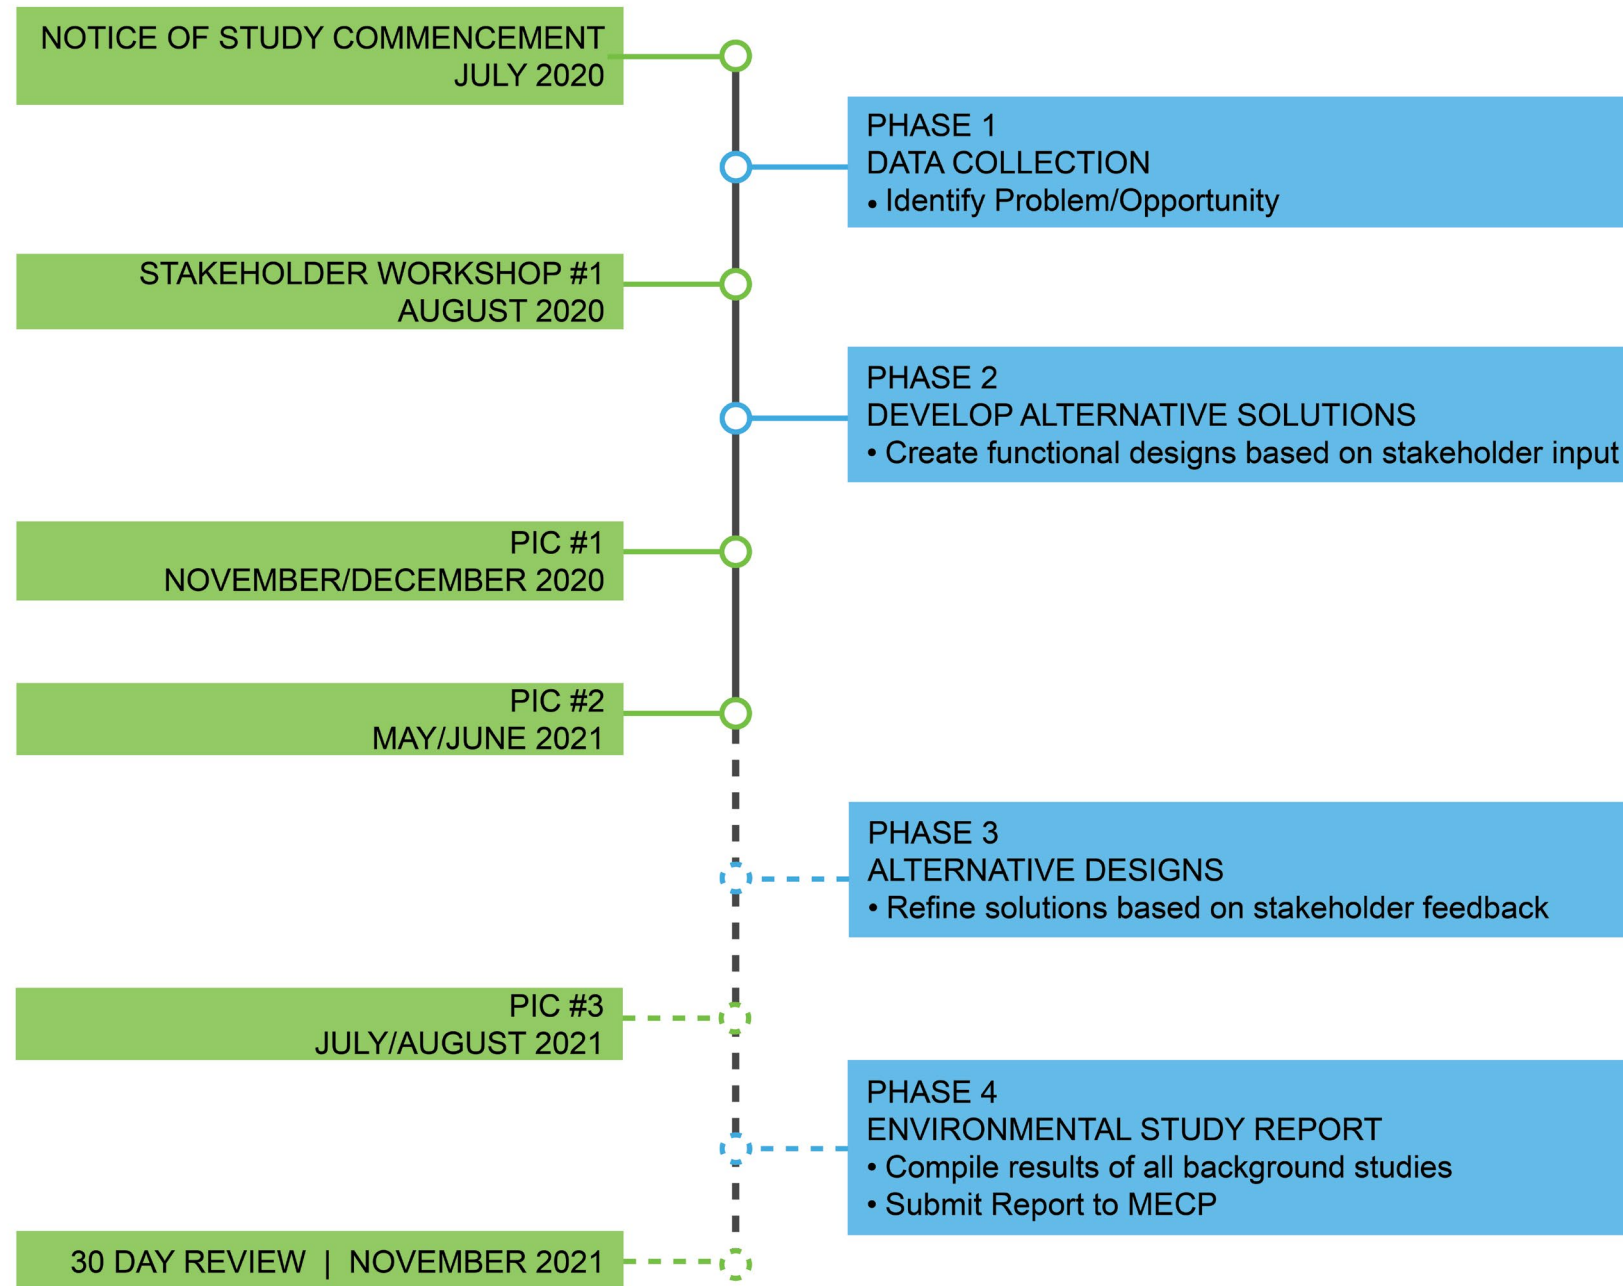 NOTICE OF STUDY COMMENCEMENT
JULY 2020
PHASE 1
DATA COLLECTION
• Identify Problem/Opportunity
STAKEHOLDER WORKSHOP #1
AUGUST 2020
PHASE 2
DEVELOP ALTERNATIVE SOLUTIONS
• Create functional designs based on stakeholder input
PIC #1
NOVEMBER/DECEMBER 2020
PIC #2
MAY/JUNE 2021
PHASE 3
ALTERNATIVE DESIGNS
• Refine solutions based on stakeholder feedback
PIC #3
JULY/AUGUST 2021
PHASE 4
ENVIRONMENTAL STUDY REPORT
• Compile results of all background studies
• Submit Report to MECP
30 DAY REVIEW | NOVEMBER 2021